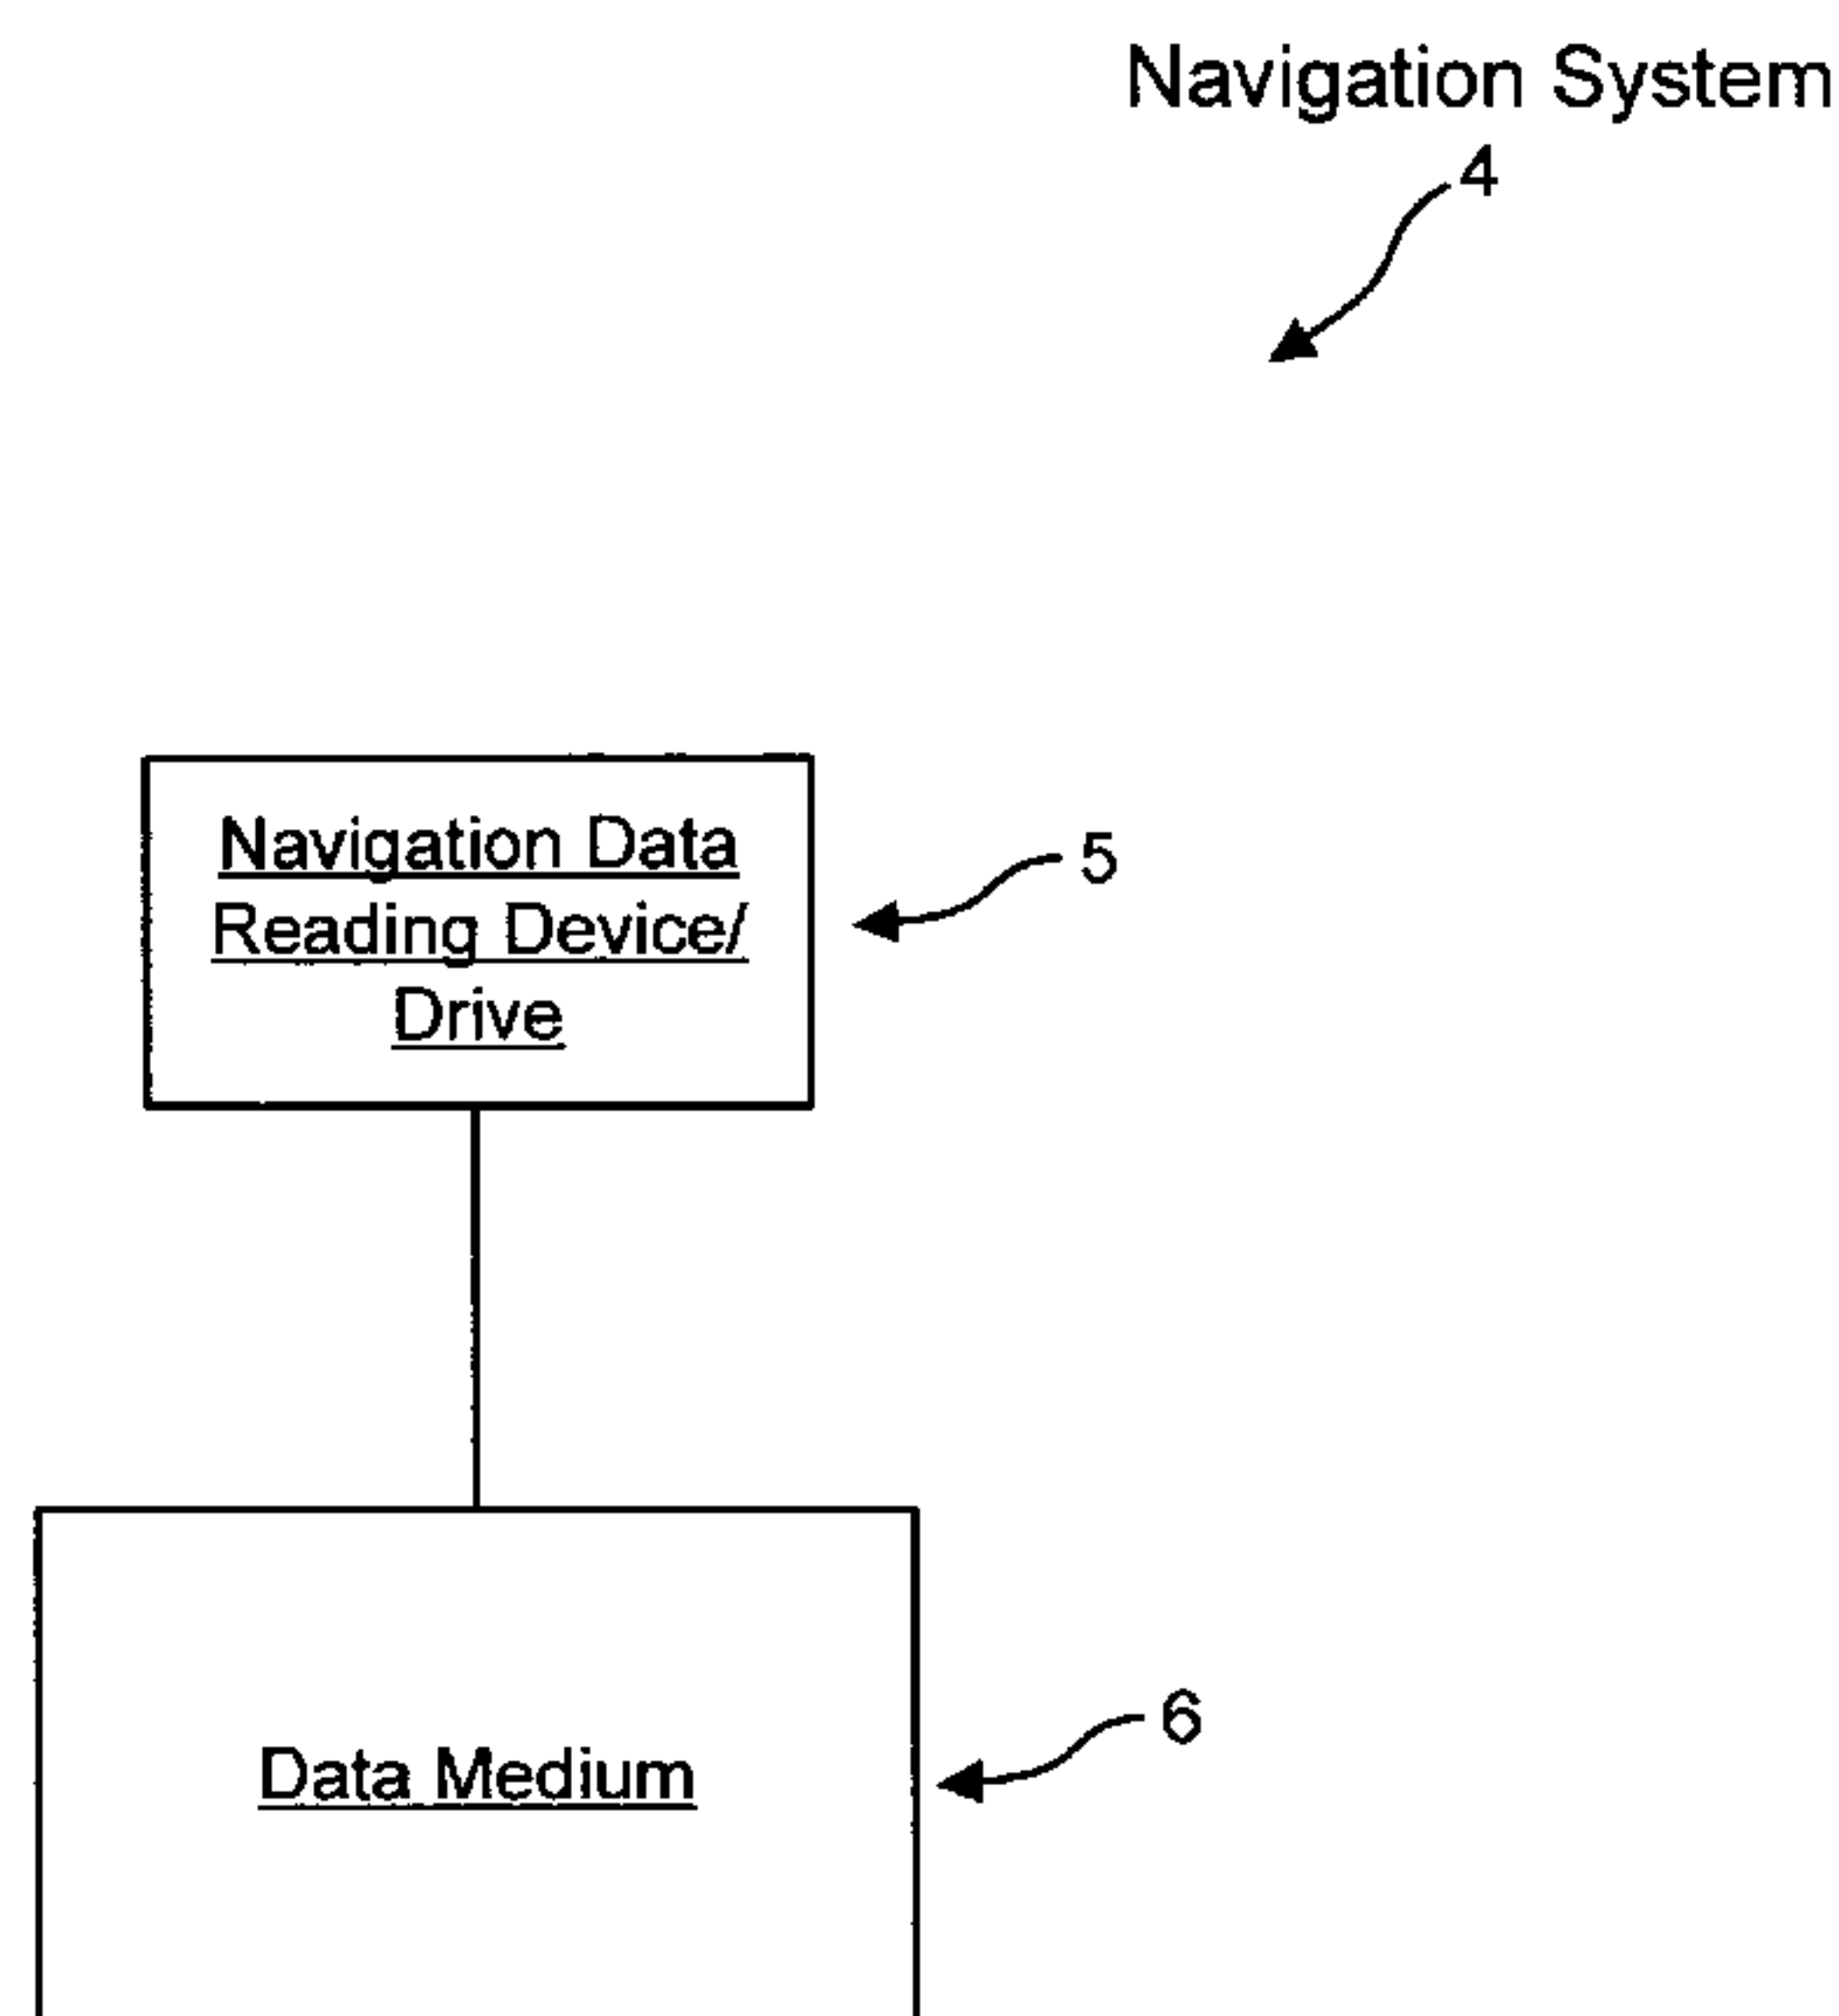 Navigation System
4
Navigation Data
Reading Device/
Drive
5
6
Data Medium